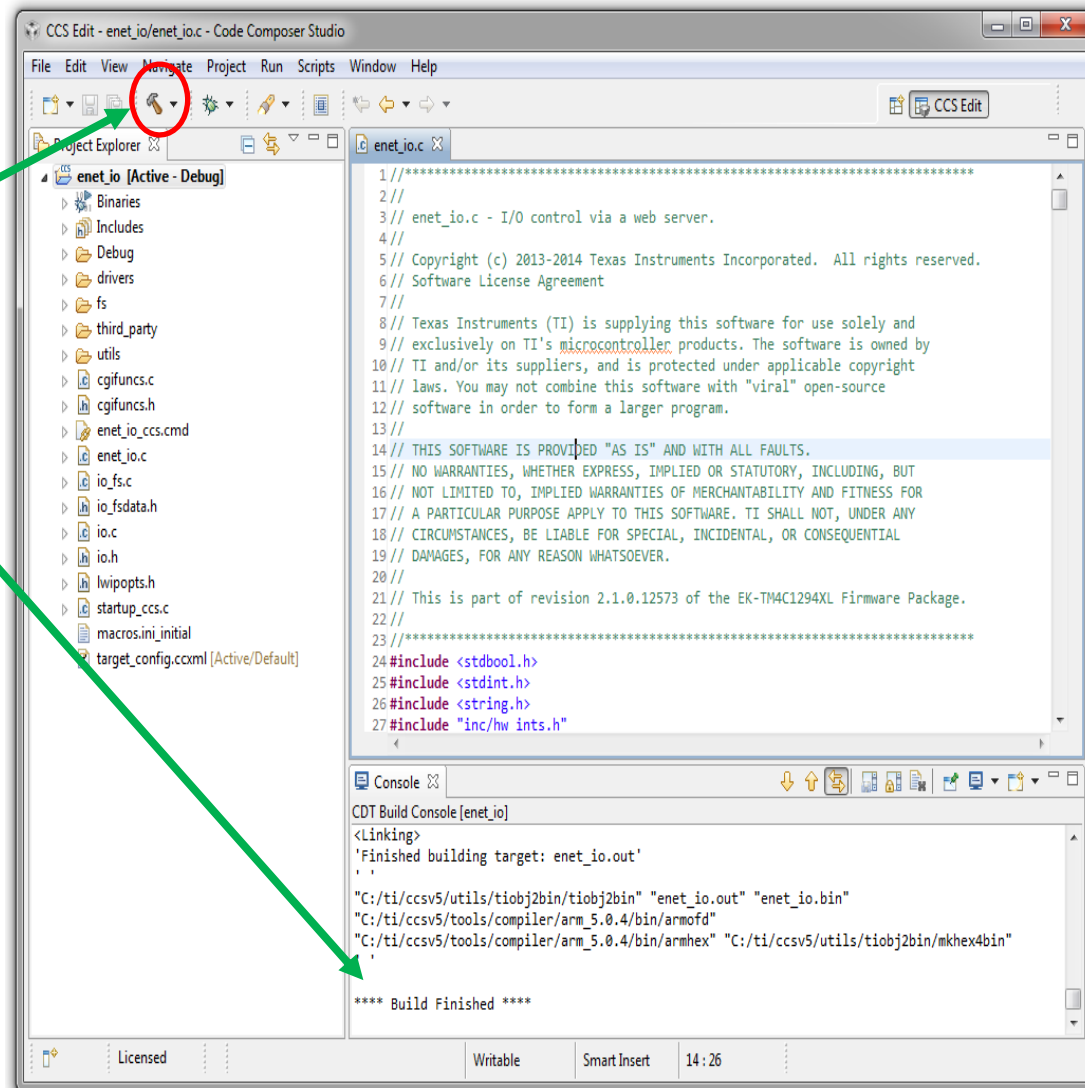 CCS Edit - enet_io/enet_io.c - Code Composer Studio
File Edit View Navigate Project Run Scripts Window Help
CCS Edit
Project Explorer
enet_io [Active - Debug]
Binaries
Includes
Debug
drivers
fs
third_party
utils
cgifuncs.c
cgifuncs.h
enet_io_ccs.cmd
enet_io.c
io_fs.c
io_fsdata.h
io.c
io.h
lwipopts.h
startup_ccs.c
macros.ini_initial
target_config.ccxml [Active/Default]
enet_io.c
1 //*****************************************************************************
2 //
3 // enet_io.c - I/O control via a web server.
4 //
5 // Copyright (c) 2013-2014 Texas Instruments Incorporated.  All rights reserved.
6 // Software License Agreement
7 //
8 // Texas Instruments (TI) is supplying this software for use solely and
9 // exclusively on TI's microcontroller products. The software is owned by
10 // TI and/or its suppliers, and is protected under applicable copyright
11 // laws. You may not combine this software with "viral" open-source
12 // software in order to form a larger program.
13 //
14 // THIS SOFTWARE IS PROVIDED "AS IS" AND WITH ALL FAULTS.
15 // NO WARRANTIES, WHETHER EXPRESS, IMPLIED OR STATUTORY, INCLUDING, BUT
16 // NOT LIMITED TO, IMPLIED WARRANTIES OF MERCHANTABILITY AND FITNESS FOR
17 // A PARTICULAR PURPOSE APPLY TO THIS SOFTWARE. TI SHALL NOT, UNDER ANY
18 // CIRCUMSTANCES, BE LIABLE FOR SPECIAL, INCIDENTAL, OR CONSEQUENTIAL
19 // DAMAGES, FOR ANY REASON WHATSOEVER.
20 //
21 // This is part of revision 2.1.0.12573 of the EK-TM4C1294XL Firmware Package.
22 //
23 //*****************************************************************************
24 #include <stdbool.h>
25 #include <stdint.h>
26 #include <string.h>
27 #include "inc/hw_ints.h"
Console
CDT Build Console [enet_io]
<Linking>
'Finished building target: enet_io.out'
' '
"C:/ti/ccsv5/utils/tiobj2bin/tiobj2bin" "enet_io.out" "enet_io.bin"
"C:/ti/ccsv5/tools/compiler/arm_5.0.4/bin/armofd"
"C:/ti/ccsv5/tools/compiler/arm_5.0.4/bin/armhex" "C:/ti/ccsv5/utils/tiobj2bin/mkhex4bin"
' '
**** Build Finished ****
Licensed Writable Smart Insert 14 : 26